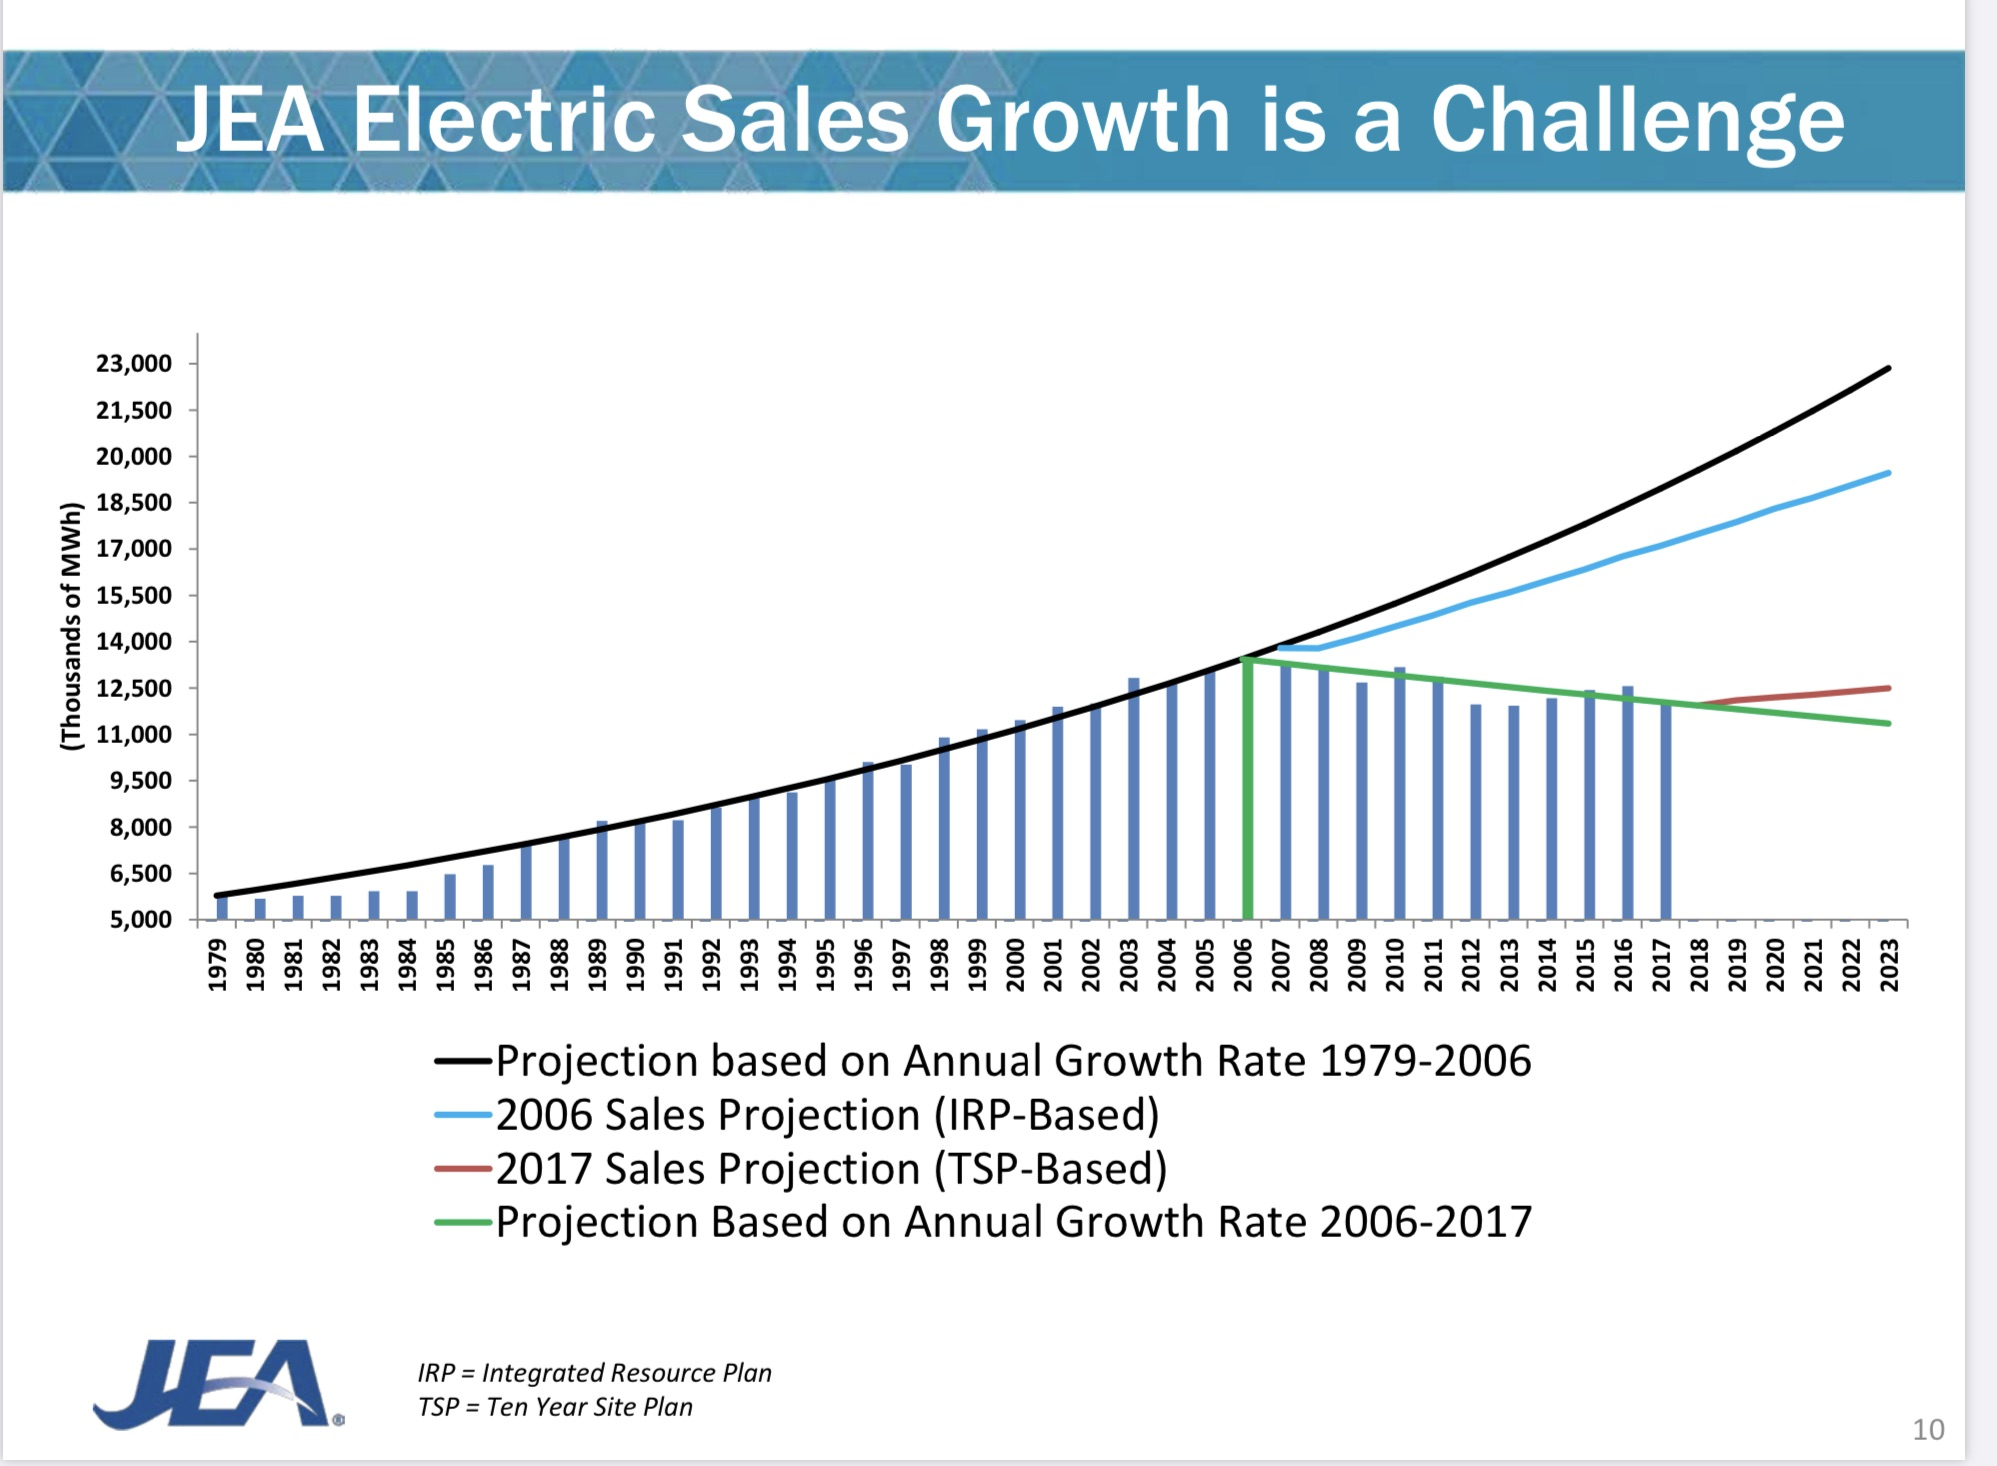 JEA Electric Sales Growth is a Challenge
(Thousands of MWh)
23,000
21,500
20,000
18,500
17,000
15,500
14,000
12,500
11,000
9,500
8,000
6,500
5,000
1979 1980 1981 1982 1983 1984 1985 1986 1987 1988 1989 1990 1991 1992 1993 1994 1995 1996 1997 1998 1999 2000 2001 2002 2003 2004 2005 2006 2007 2008 2009 2010 2011 2012 2013 2014 2015 2016 2017 2018 2019 2020 2021 2022 2023
Projection based on Annual Growth Rate 1979-2006
2006 Sales Projection (IRP-Based)
2017 Sales Projection (TSP-Based)
Projection Based on Annual Growth Rate 2006-2017
JEA®
IRP = Integrated Resource Plan
TSP = Ten Year Site Plan
10